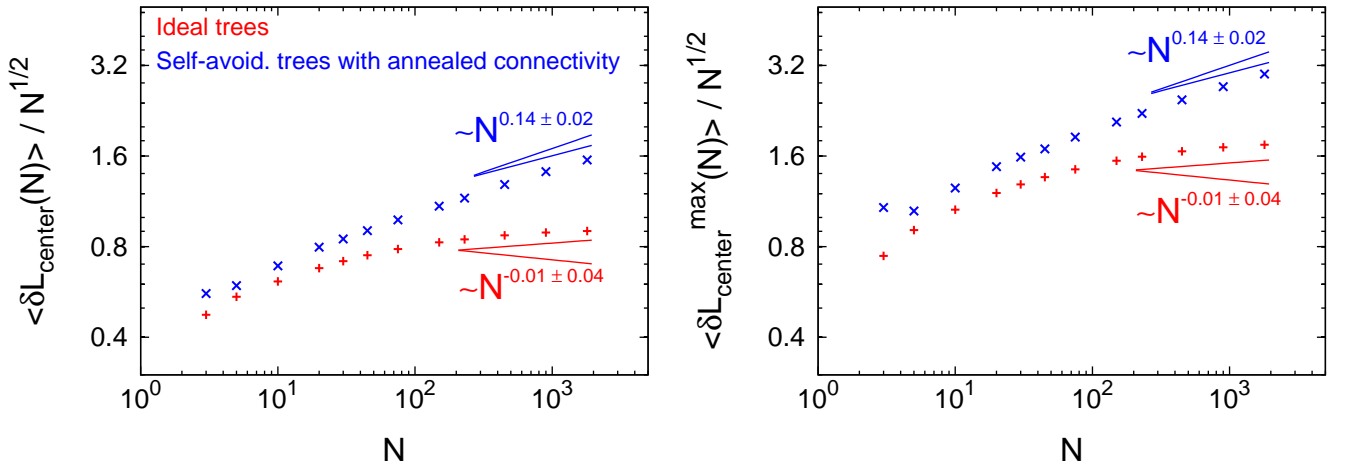 Ideal trees
Self-avoid. trees with annealed connectivity
<δL_center(N)> / N^1/2
3.2
1.6
0.8
0.4
~N^0.14 ± 0.02
~N^-0.01 ± 0.04
10^0
10^1
10^2
10^3
N
<δL_center^max(N)> / N^1/2
3.2
1.6
0.8
0.4
~N^0.14 ± 0.02
~N^-0.01 ± 0.04
10^0
10^1
10^2
10^3
N